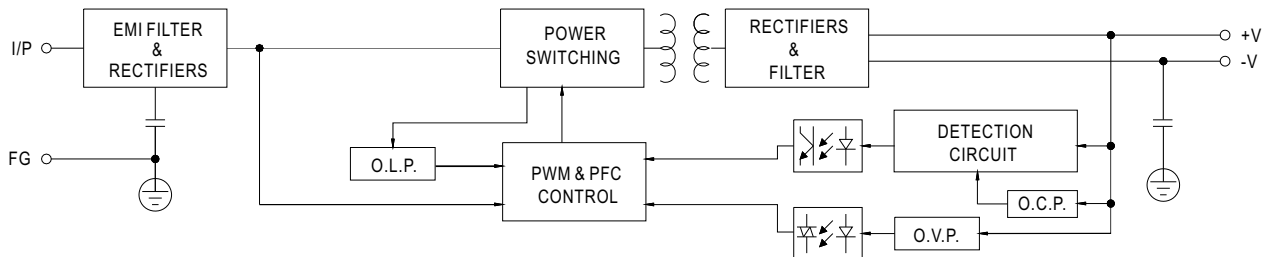 I/P
EMI FILTER
&
RECTIFIERS
POWER
SWITCHING
RECTIFIERS
&
FILTER
+V
-V
FG
O.L.P.
PWM & PFC
CONTROL
DETECTION
CIRCUIT
O.C.P.
O.V.P.